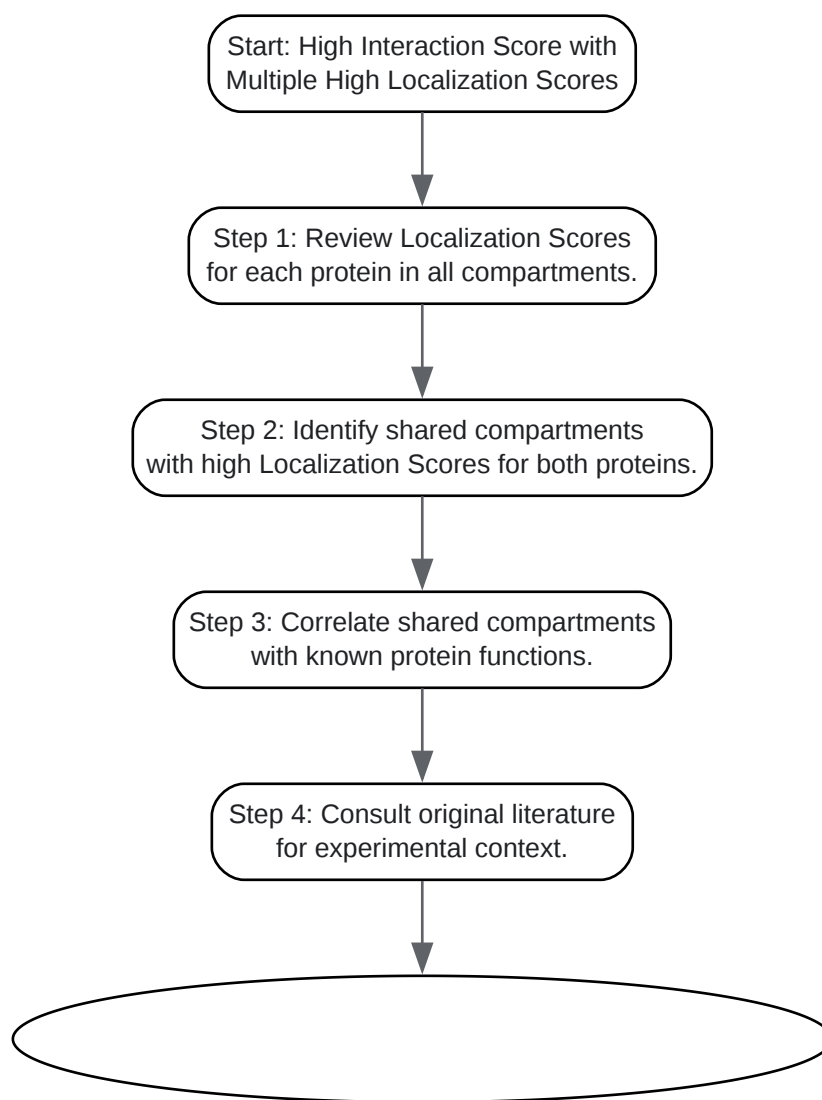 Start: High Interaction Score with
Multiple High Localization Scores
Step 1: Review Localization Scores
for each protein in all compartments.
Step 2: Identify shared compartments
with high Localization Scores for both proteins.
Step 3: Correlate shared compartments
with known protein functions.
Step 4: Consult original literature
for experimental context.